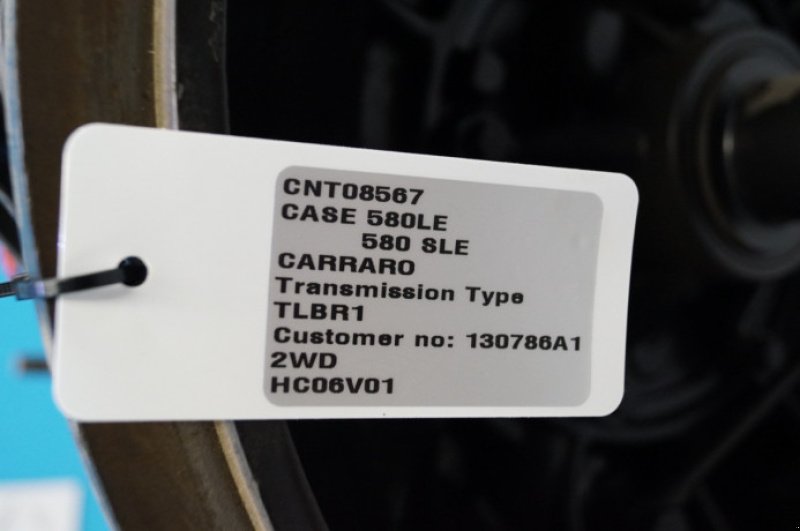 CNT08567
CASE 580LE
580 SLE
CARRARO
Transmission Type
TLBR1
Customer no: 130786A1
2WD
HC06V01